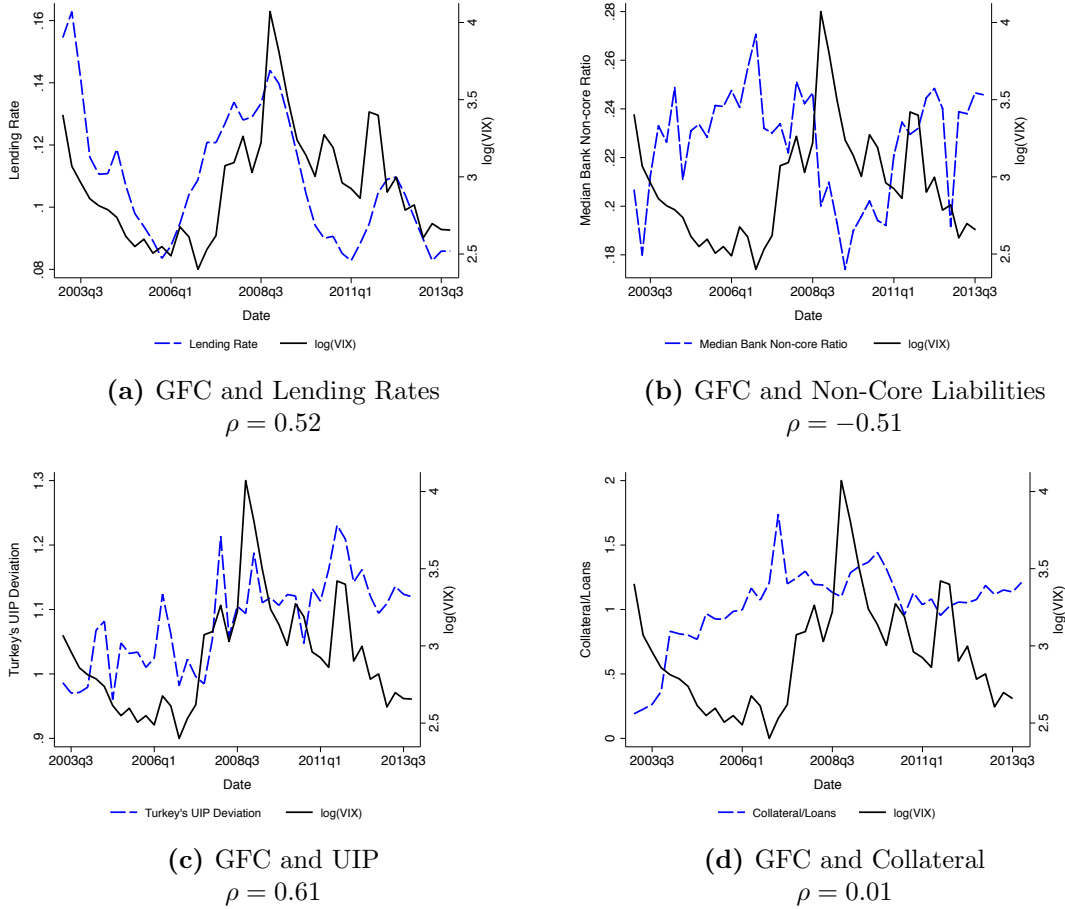 .16
.14
.12
.1
.08
Lending Rate
4
3.5
3
2.5
log(VIX)
2003q3 2006q1 2008q3 2011q1 2013q3
Date
Lending Rate log(VIX)
(a) GFC and Lending Rates
ρ = 0.52
.28
.26
.24
.22
.2
.18
Median Bank Non-core Ratio
4
3.5
3
2.5
log(VIX)
2003q3 2006q1 2008q3 2011q1 2013q3
Date
Median Bank Non-core Ratio log(VIX)
(b) GFC and Non-Core Liabilities
ρ = −0.51
1.3
1.2
1.1
1
.9
Turkey's UIP Deviation
4
3.5
3
2.5
log(VIX)
2003q3 2006q1 2008q3 2011q1 2013q3
Date
Turkey's UIP Deviation log(VIX)
(c) GFC and UIP
ρ = 0.61
2
1.5
1
.5
0
Collateral/Loans
4
3.5
3
2.5
log(VIX)
2003q3 2006q1 2008q3 2011q1 2013q3
Date
Collateral/Loans log(VIX)
(d) GFC and Collateral
ρ = 0.01